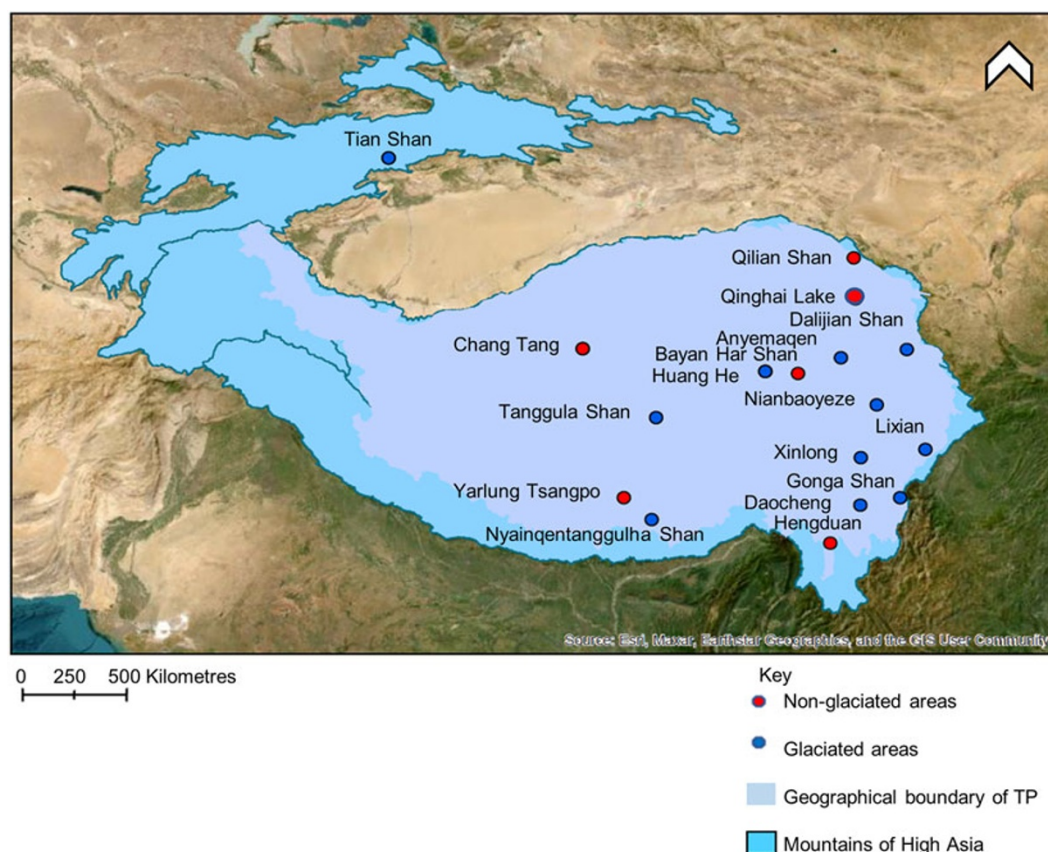 Tian Shan
Qilian Shan
Qinghai Lake
Dalijian Shan
Anyemaqen
Chang Tang
Bayan Har Shan
Huang He
Nianbaoyeze
Tanggula Shan
Lixian
Xinlong
Gonga Shan
Yarlung Tsangpo
Daocheng
Hengduan
Nyainqentanggulha Shan
Source: Esri, Maxar, Earthstar Geographics, and the GIS User Community
0 250 500 Kilometres
Key
Non-glaciated areas
Glaciated areas
Geographical boundary of TP
Mountains of High Asia